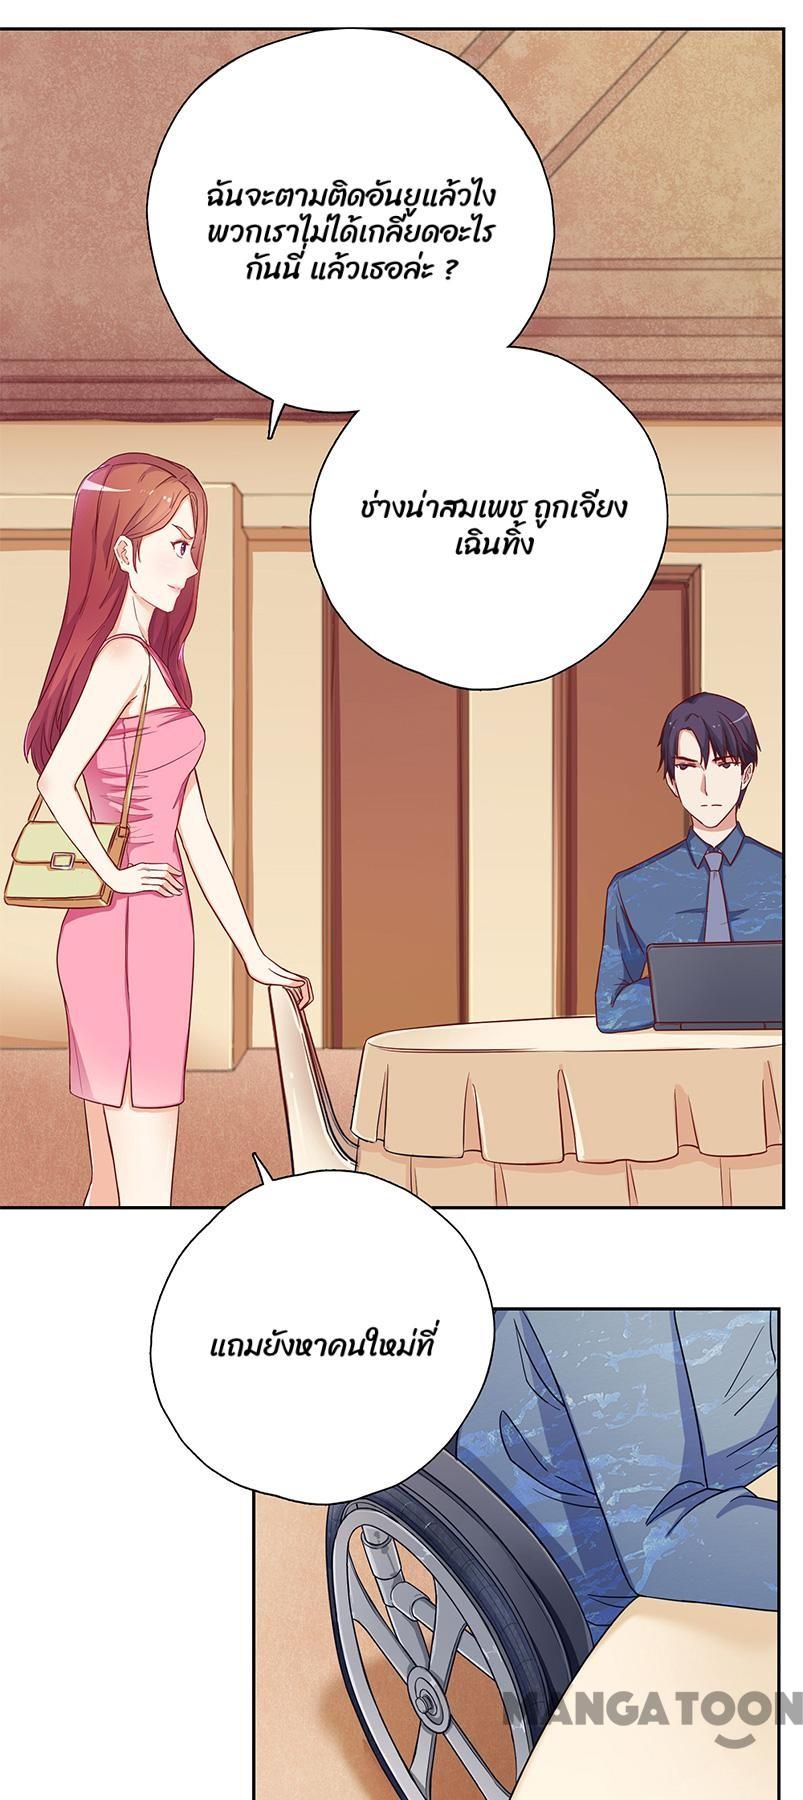 ฉันจะตามติดอันยูแล้วไง
พวกเราไม่ได้เกลียดอะไร
กันนี่ แล้วเธอล่ะ ?
ช่างน่าสมเพช ถูกเจียง
เฉินทิ้ง
แถมยังหาคนใหม่ที่
MANGATOON